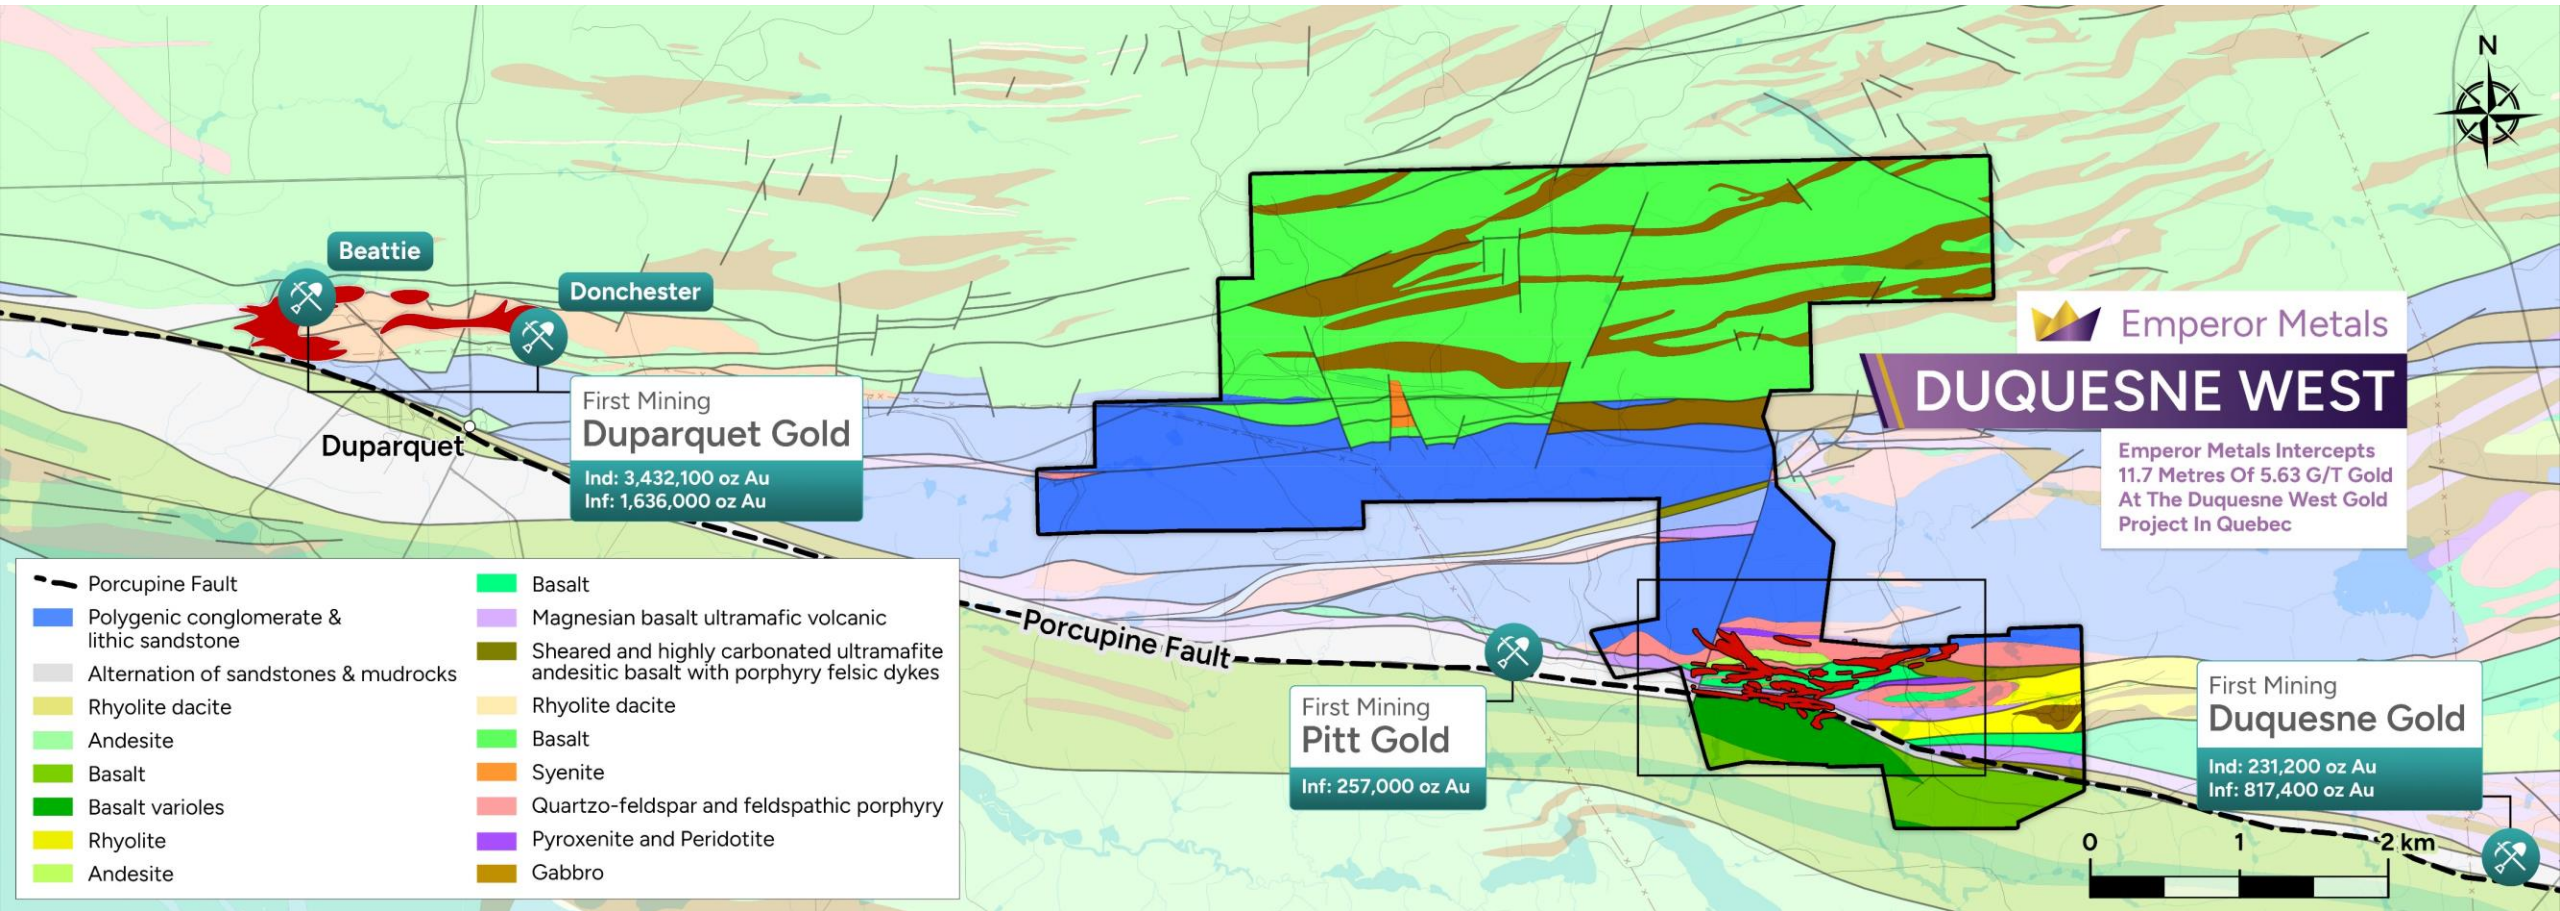 N
Beattie
Donchester
Emperor Metals
DUQUESNE WEST
Emperor Metals Intercepts
11.7 Metres Of 5.63 G/T Gold
At The Duquesne West Gold
Project In Quebec
First Mining
Duparquet Gold
Ind: 3,432,100 oz Au
Inf: 1,636,000 oz Au
Duparquet
Porcupine Fault
Polygenic conglomerate &
lithic sandstone
Alternation of sandstones & mudrocks
Rhyolite dacite
Andesite
Basalt
Basalt varioles
Rhyolite
Andesite
Basalt
Magnesian basalt ultramafic volcanic
Sheared and highly carbonated ultramafite
andesitic basalt with porphyry felsic dykes
Rhyolite dacite
Basalt
Syenite
Quartzo-feldspar and feldspathic porphyry
Pyroxenite and Peridotite
Gabbro
Porcupine Fault
First Mining
Pitt Gold
Inf: 257,000 oz Au
First Mining
Duquesne Gold
Ind: 231,200 oz Au
Inf: 817,400 oz Au
0 1 2 km